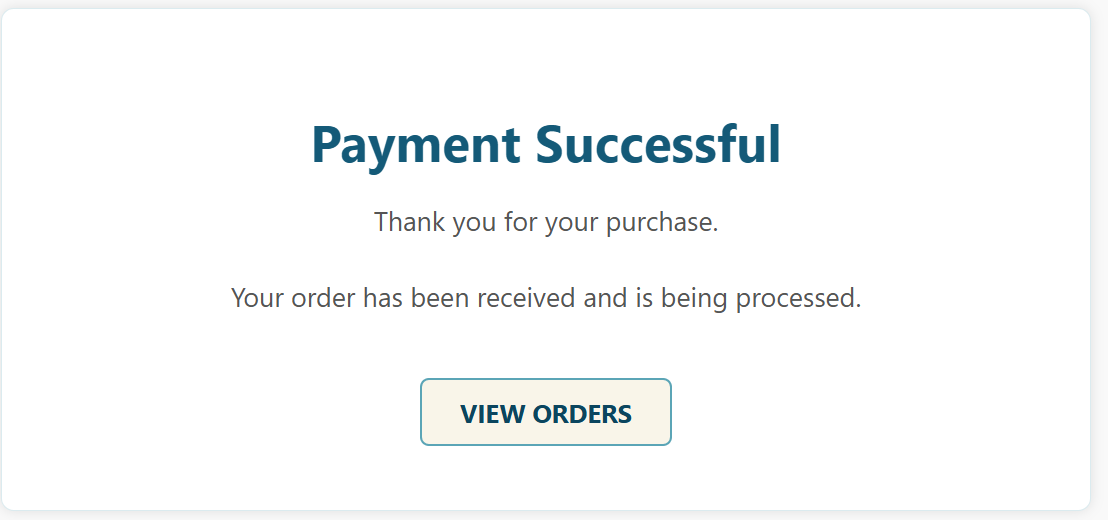 Payment Successful
Thank you for your purchase.
Your order has been received and is being processed.
VIEW ORDERS